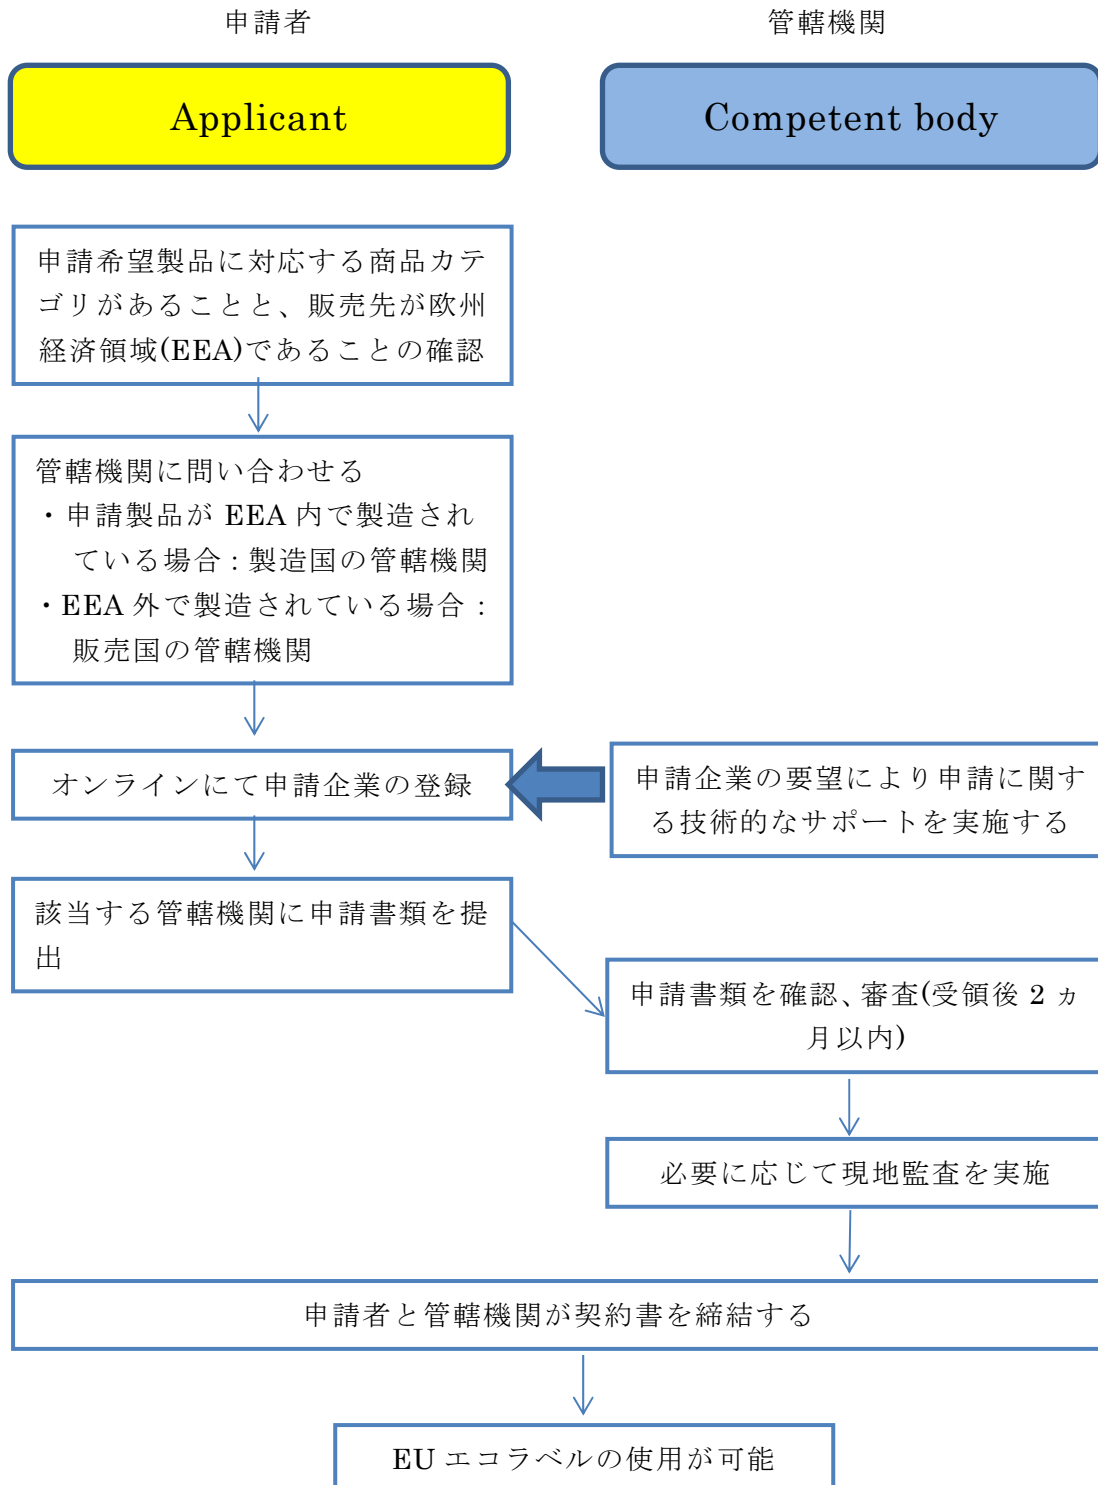 申請者
管轄機関
Applicant
Competent body
申請希望製品に対応する商品カテ
ゴリがあることと、販売先が欧州
経済領域(EEA)であることの確認
管轄機関に問い合わせる
・申請製品が EEA 内で製造され
ている場合：製造国の管轄機関
・EEA 外で製造されている場合：
販売国の管轄機関
オンラインにて申請企業の登録
申請企業の要望により申請に関す
る技術的なサポートを実施する
該当する管轄機関に申請書類を提
出
申請書類を確認、審査(受領後 2 ヵ
月以内)
必要に応じて現地監査を実施
申請者と管轄機関が契約書を締結する
EU エコラベルの使用が可能